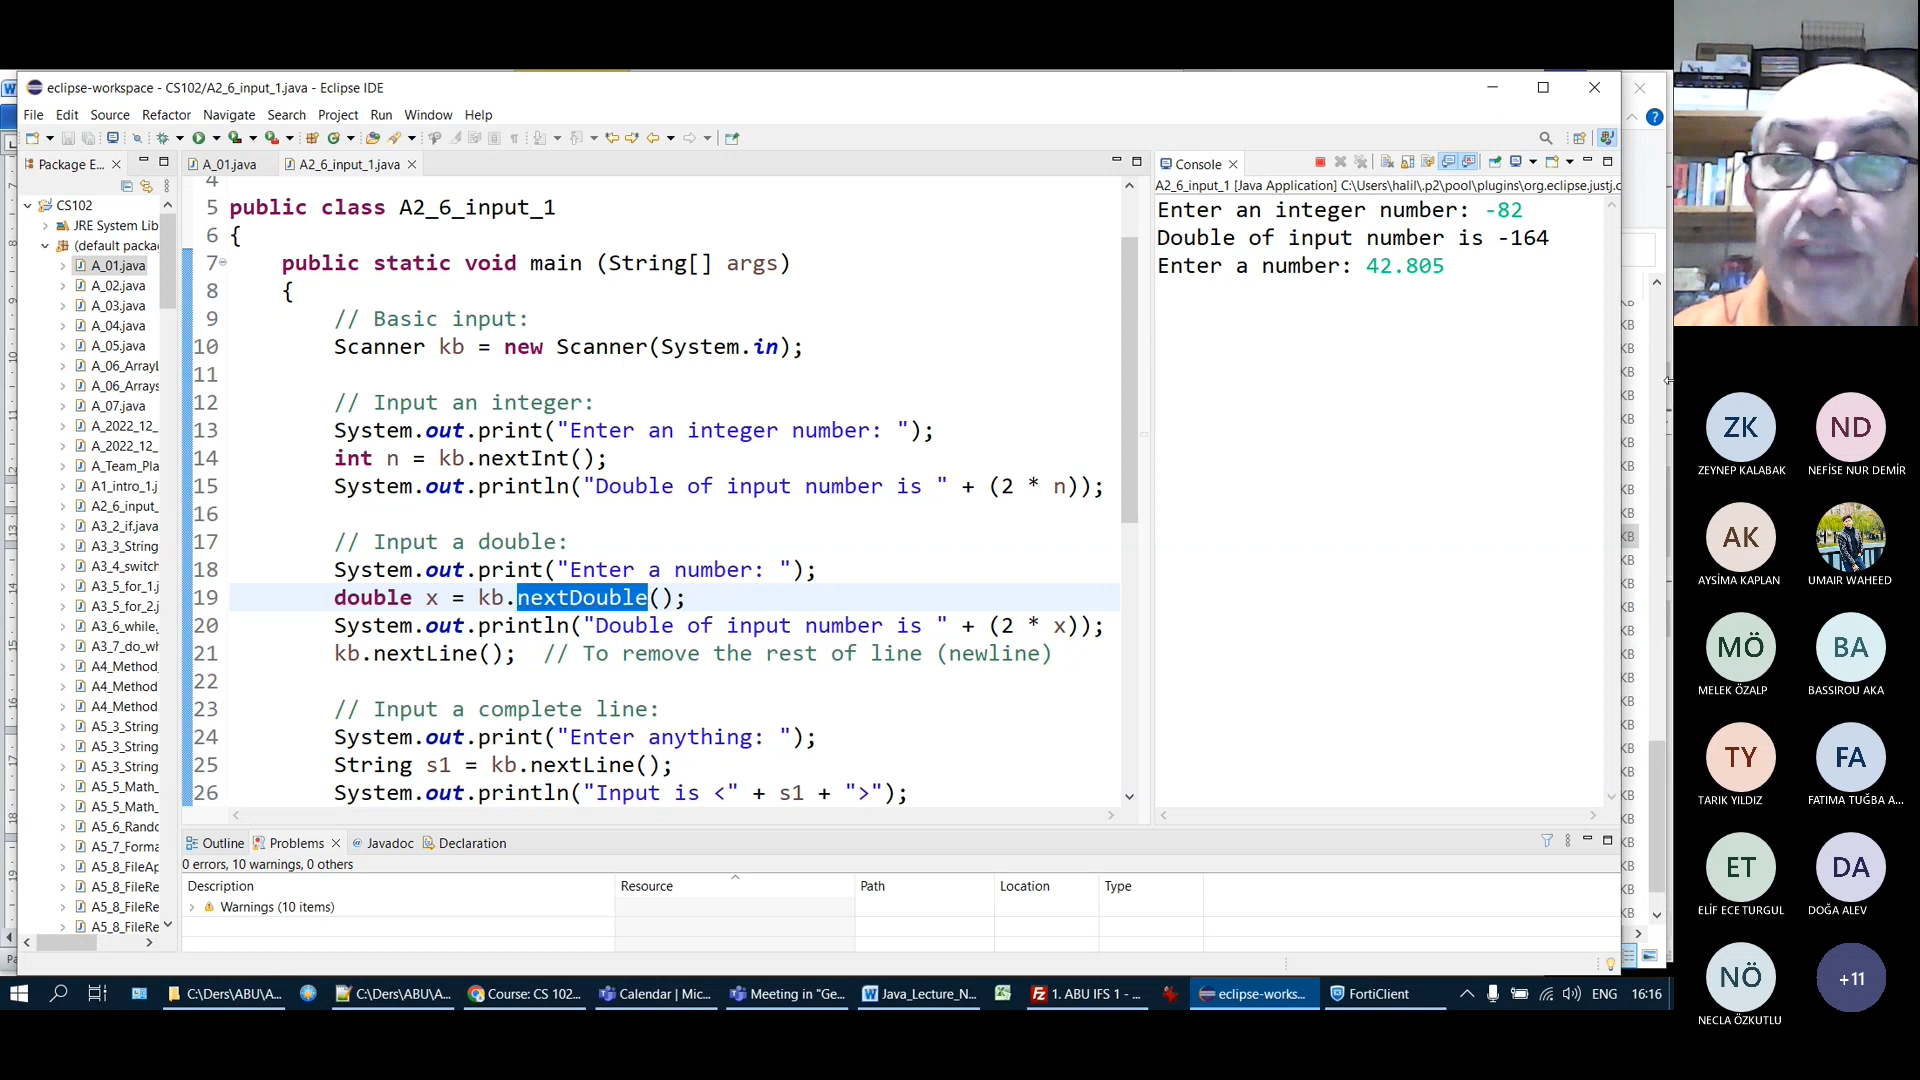 eclipse-workspace - CS102/A2_6_input_1.java - Eclipse IDE
File Edit Source Refactor Navigate Search Project Run Window Help
Package E...
A_01.java
A2_6_input_1.java
Console
CS102
JRE System Lib
(default packa
A_01.java
A_02.java
A_03.java
A_04.java
A_05.java
A_06_ArrayL
A_06_Arrays
A_07.java
A_2022_12_
A_2022_12_
A_Team_Pla
A1_intro_1.j
A2_6_input_
A3_2_if.java
A3_3_String
A3_4_switch
A3_5_for_1.j
A3_5_for_2.j
A3_6_while.
A3_7_do_wh
A4_Method_
A4_Method
A4_Method
A5_3_String
A5_3_String
A5_3_String
A5_5_Math_
A5_5_Math_
A5_6_Rando
A5_7_Forma
A5_8_FileAp
A5_8_FileRe
A5_8_FileRe
A5_8_FileRe
4
5 public class A2_6_input_1
6 {
7 public static void main (String[] args)
8 {
9 // Basic input:
10 Scanner kb = new Scanner(System.in);
11
12 // Input an integer:
13 System.out.print("Enter an integer number: ");
14 int n = kb.nextInt();
15 System.out.println("Double of input number is " + (2 * n));
16
17 // Input a double:
18 System.out.print("Enter a number: ");
19 double x = kb.nextDouble();
20 System.out.println("Double of input number is " + (2 * x));
21 kb.nextLine(); // To remove the rest of line (newline)
22
23 // Input a complete line:
24 System.out.print("Enter anything: ");
25 String s1 = kb.nextLine();
26 System.out.println("Input is <" + s1 + ">");
A2_6_input_1 [Java Application] C:\Users\halil\.p2\pool\plugins\org.eclipse.justj.o
Enter an integer number: -82
Double of input number is -164
Enter a number: 42.805
Outline Problems Javadoc Declaration
0 errors, 10 warnings, 0 others
Description Resource Path Location Type
Warnings (10 items)
C:\Ders\ABU\A... C:\Ders\ABU\A... Course: CS 102... Calendar | Mic... Meeting in "Ge... Java_Lecture_N... 1. ABU IFS 1 - ... eclipse-works... FortiClient ENG 16:16
ZK ND
ZEYNEP KALABAK NEFİSE NUR DEMİR
AK
AYSİMA KAPLAN UMAIR WAHEED
MÖ BA
MELEK ÖZALP BASSIROU AKA
TY FA
TARIK YILDIZ FATIMA TUĞBA A...
ET DA
ELİF ECE TURGUL DOĞA ALEV
NÖ +11
NECLA ÖZKUTLU